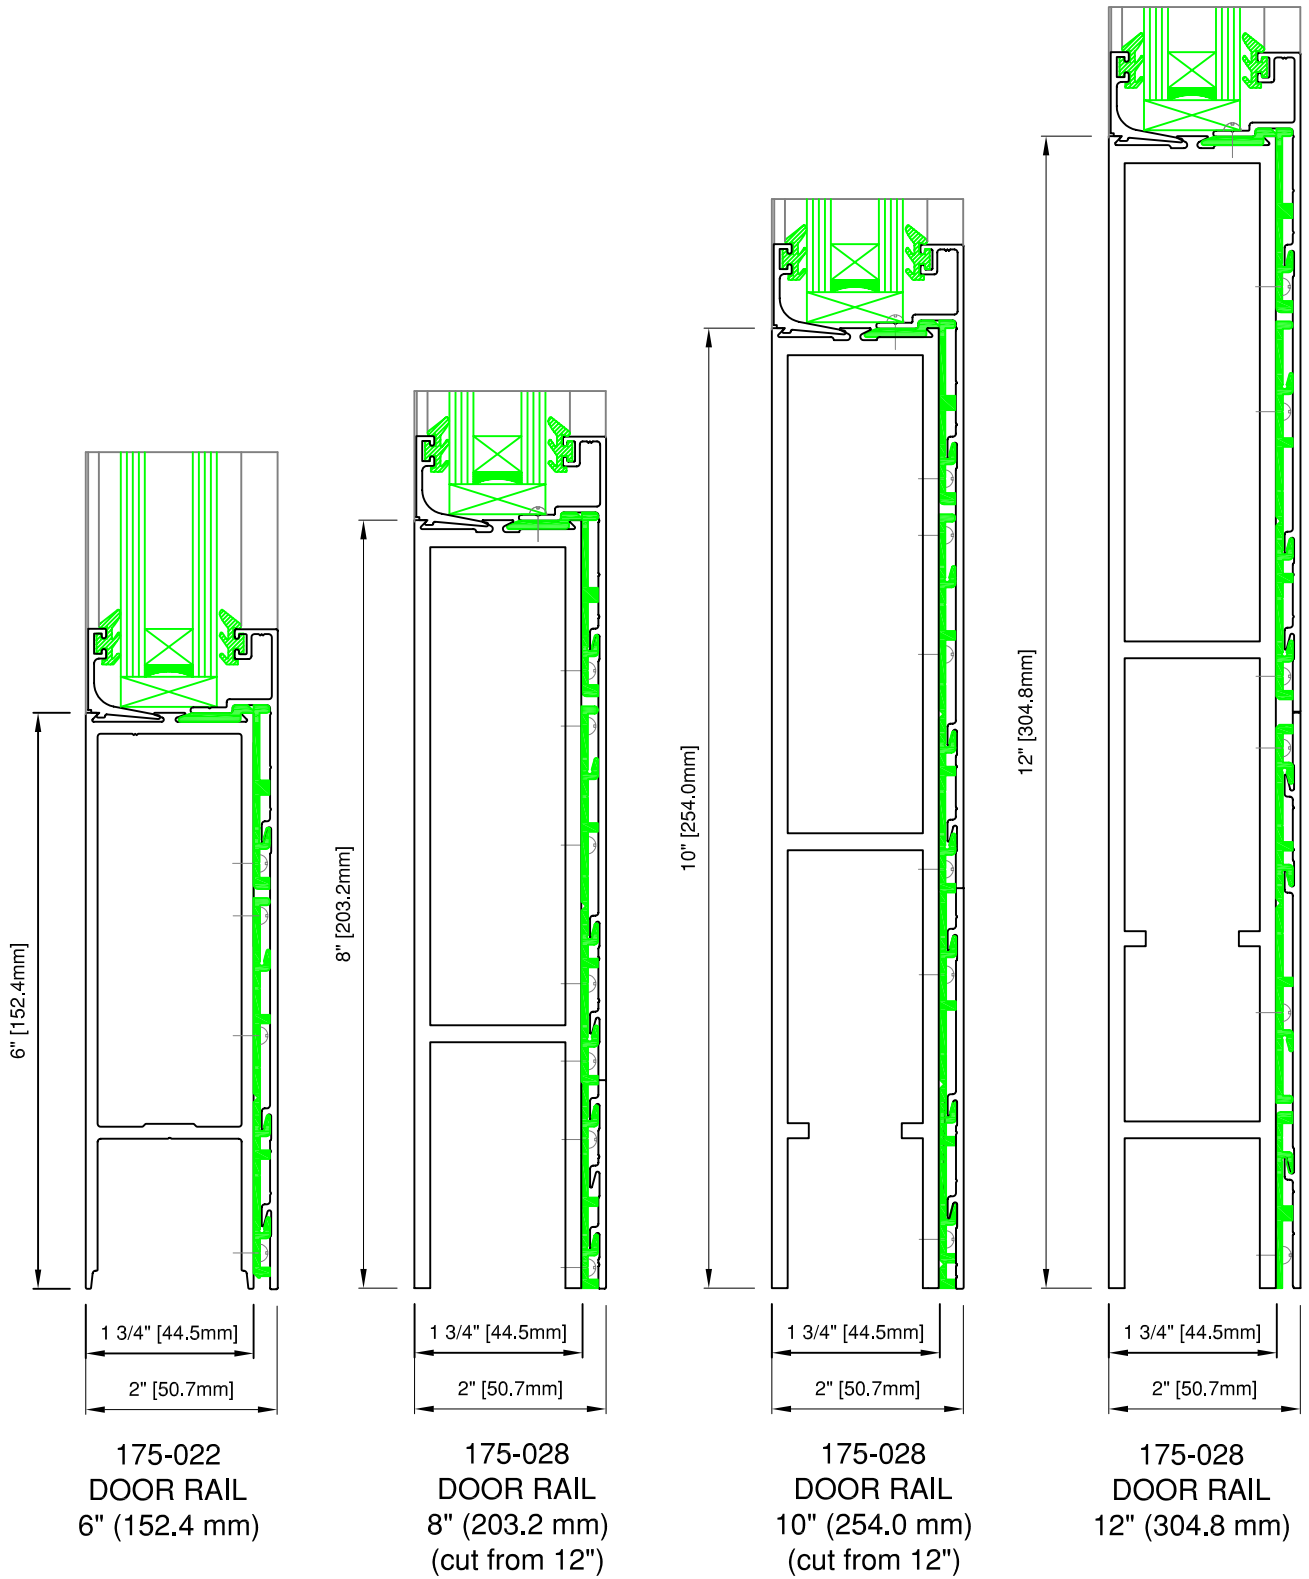 6" [152.4mm]
8" [203.2mm]
10" [254.0mm]
12" [304.8mm]
1 3/4" [44.5mm]
2" [50.7mm]
1 3/4" [44.5mm]
2" [50.7mm]
1 3/4" [44.5mm]
2" [50.7mm]
1 3/4" [44.5mm]
2" [50.7mm]
175-022
DOOR RAIL
6" (152.4 mm)
175-028
DOOR RAIL
8" (203.2 mm)
(cut from 12")
175-028
DOOR RAIL
10" (254.0 mm)
(cut from 12")
175-028
DOOR RAIL
12" (304.8 mm)